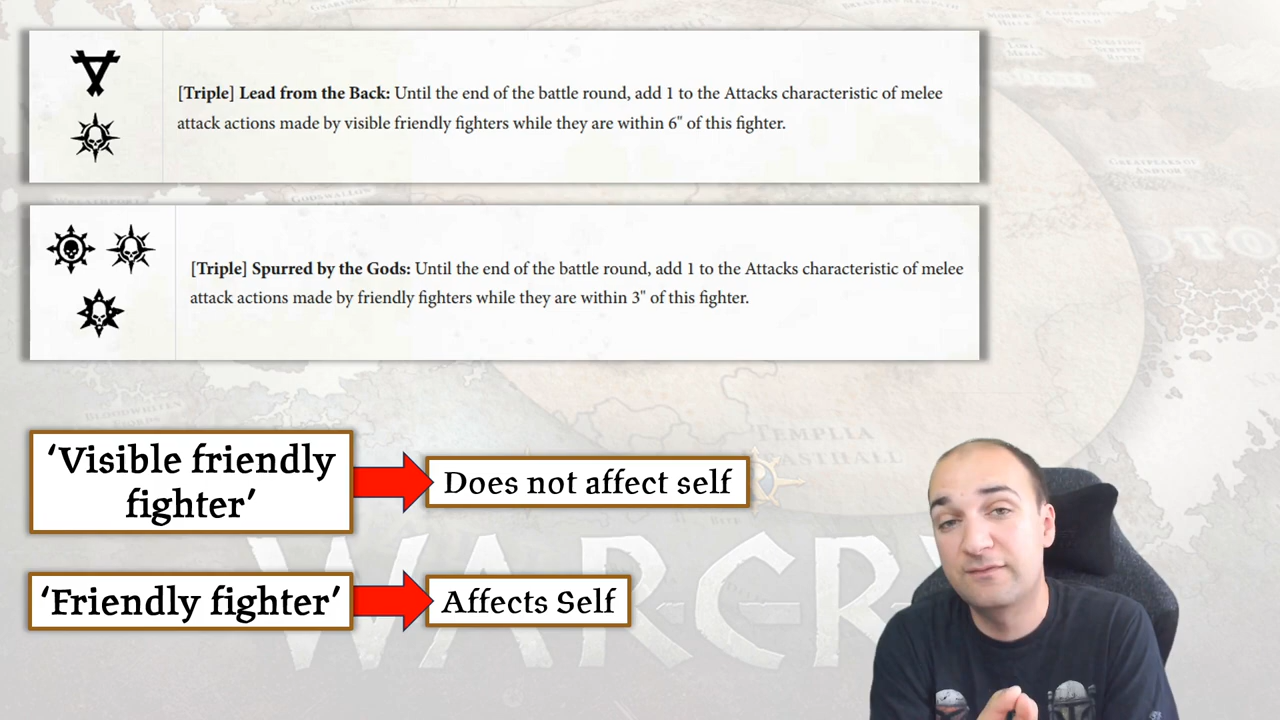 [Triple] Lead from the Back: Until the end of the battle round, add 1 to the Attacks characteristic of melee
attack actions made by visible friendly fighters while they are within 6" of this fighter.
[Triple] Spurred by the Gods: Until the end of the battle round, add 1 to the Attacks characteristic of melee
attack actions made by friendly fighters while they are within 3" of this fighter.
‘Visible friendly
fighter’
Does not affect self
‘Friendly fighter’
Affects Self
TEMPLIA
WARCRY